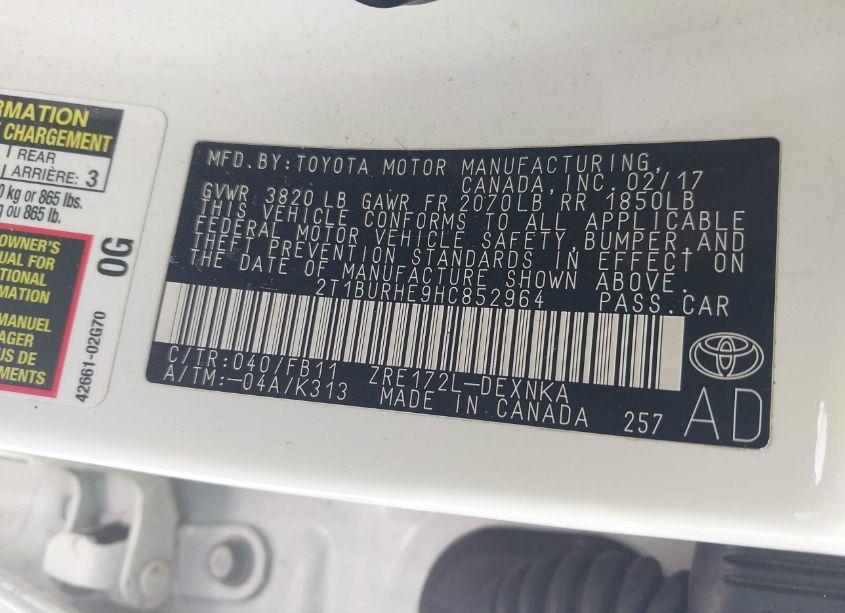 RMATION
CHARGEMENT
REAR
ARRIÈRE: 3
kg or 865 lbs.
ou 865 lb.
OWNER'S
UAL FOR
TIONAL
RMATION
MANUEL
AGER
US DE
EMENTS
0G
42661-02G70
MFD. BY: TOYOTA MOTOR MANUFACTURING
CANADA, INC. 02/17
GVWR 3820 LB GAWR FR 2070LB, RR 1850LB
THIS VEHICLE CONFORMS TO ALL APPLICABLE
FEDERAL MOTOR VEHICLE SAFETY, BUMPER, AND
THEFT PREVENTION STANDARDS IN EFFECT ON
THE DATE OF MANUFACTURE SHOWN ABOVE.
2T1BURHE9HC852964 PASS.CAR
C/TR: 040/FB11 ZRE172L-DEXNKA
A/TM: -04A/K313 MADE IN CANADA 257
AD